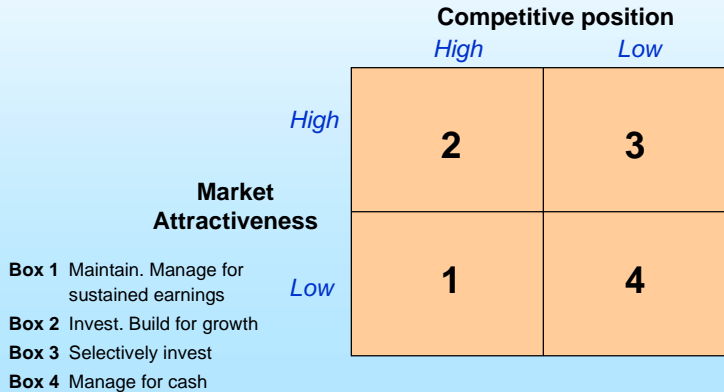 Competitive position
High Low
High
2 3
Market
Attractiveness
Low
1 4
Box 1 Maintain. Manage for
sustained earnings
Box 2 Invest. Build for growth
Box 3 Selectively invest
Box 4 Manage for cash